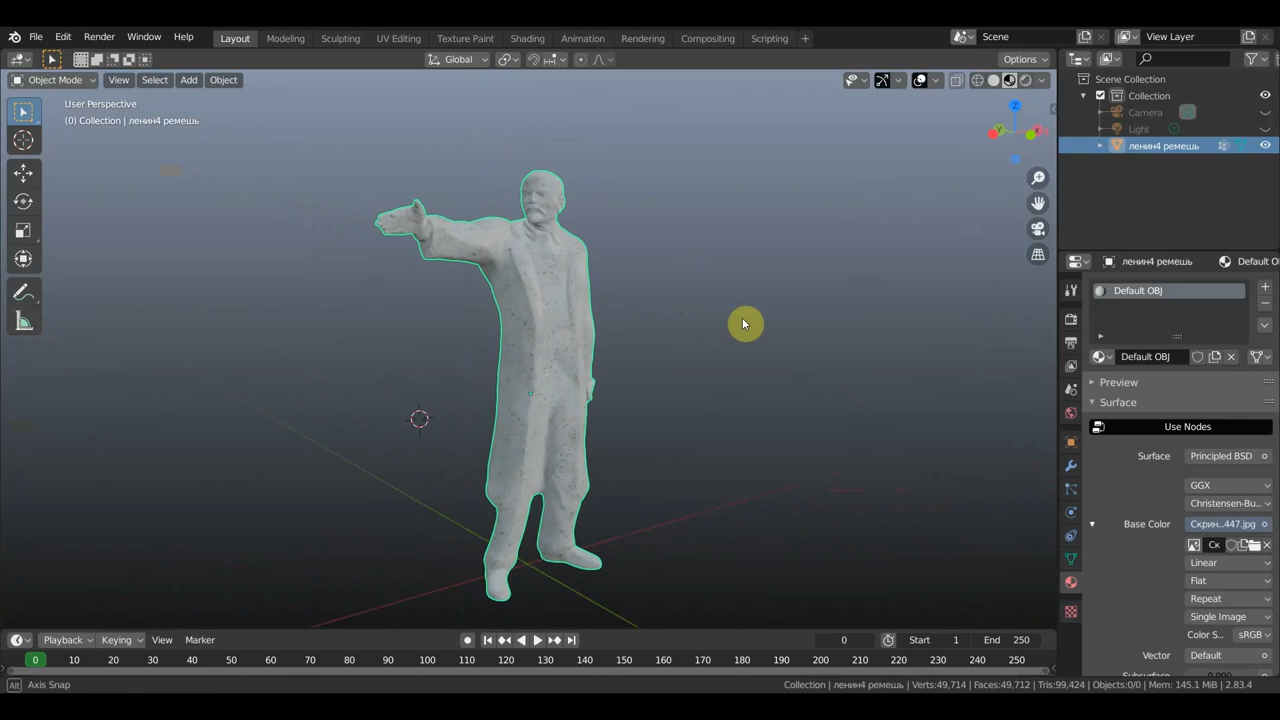 File Edit Render Window Help Layout Modeling Sculpting UV Editing Texture Paint Shading Animation Rendering Compositing Scripting + Scene View Layer
Global Options
Object Mode View Select Add Object
User Perspective
(0) Collection | ленин4 ремешь
Z
Y
X
Scene Collection
Collection
Camera
Light
ленин4 ремешь
ленин4 ремешь Default O
Default OBJ
Default OBJ
Preview
Surface
Use Nodes
Surface Principled BSD
GGX
Christensen-Bu...
Base Color Скрин...447.jpg
Ск
Linear
Flat
Repeat
Single Image
Color S... sRGB
Vector Default
Subsurface 0.000
Playback Keying View Marker 0 Start 1 End 250
0 10 20 30 40 50 60 70 80 90 100 110 120 130 140 150 160 170 180 190 200 210 220 230 240 250
Alt Axis Snap Collection | ленин4 ремешь | Verts:49,714 | Faces:49,712 | Tris:99,424 | Objects:0/0 | Mem: 145.1 MiB | 2.83.4